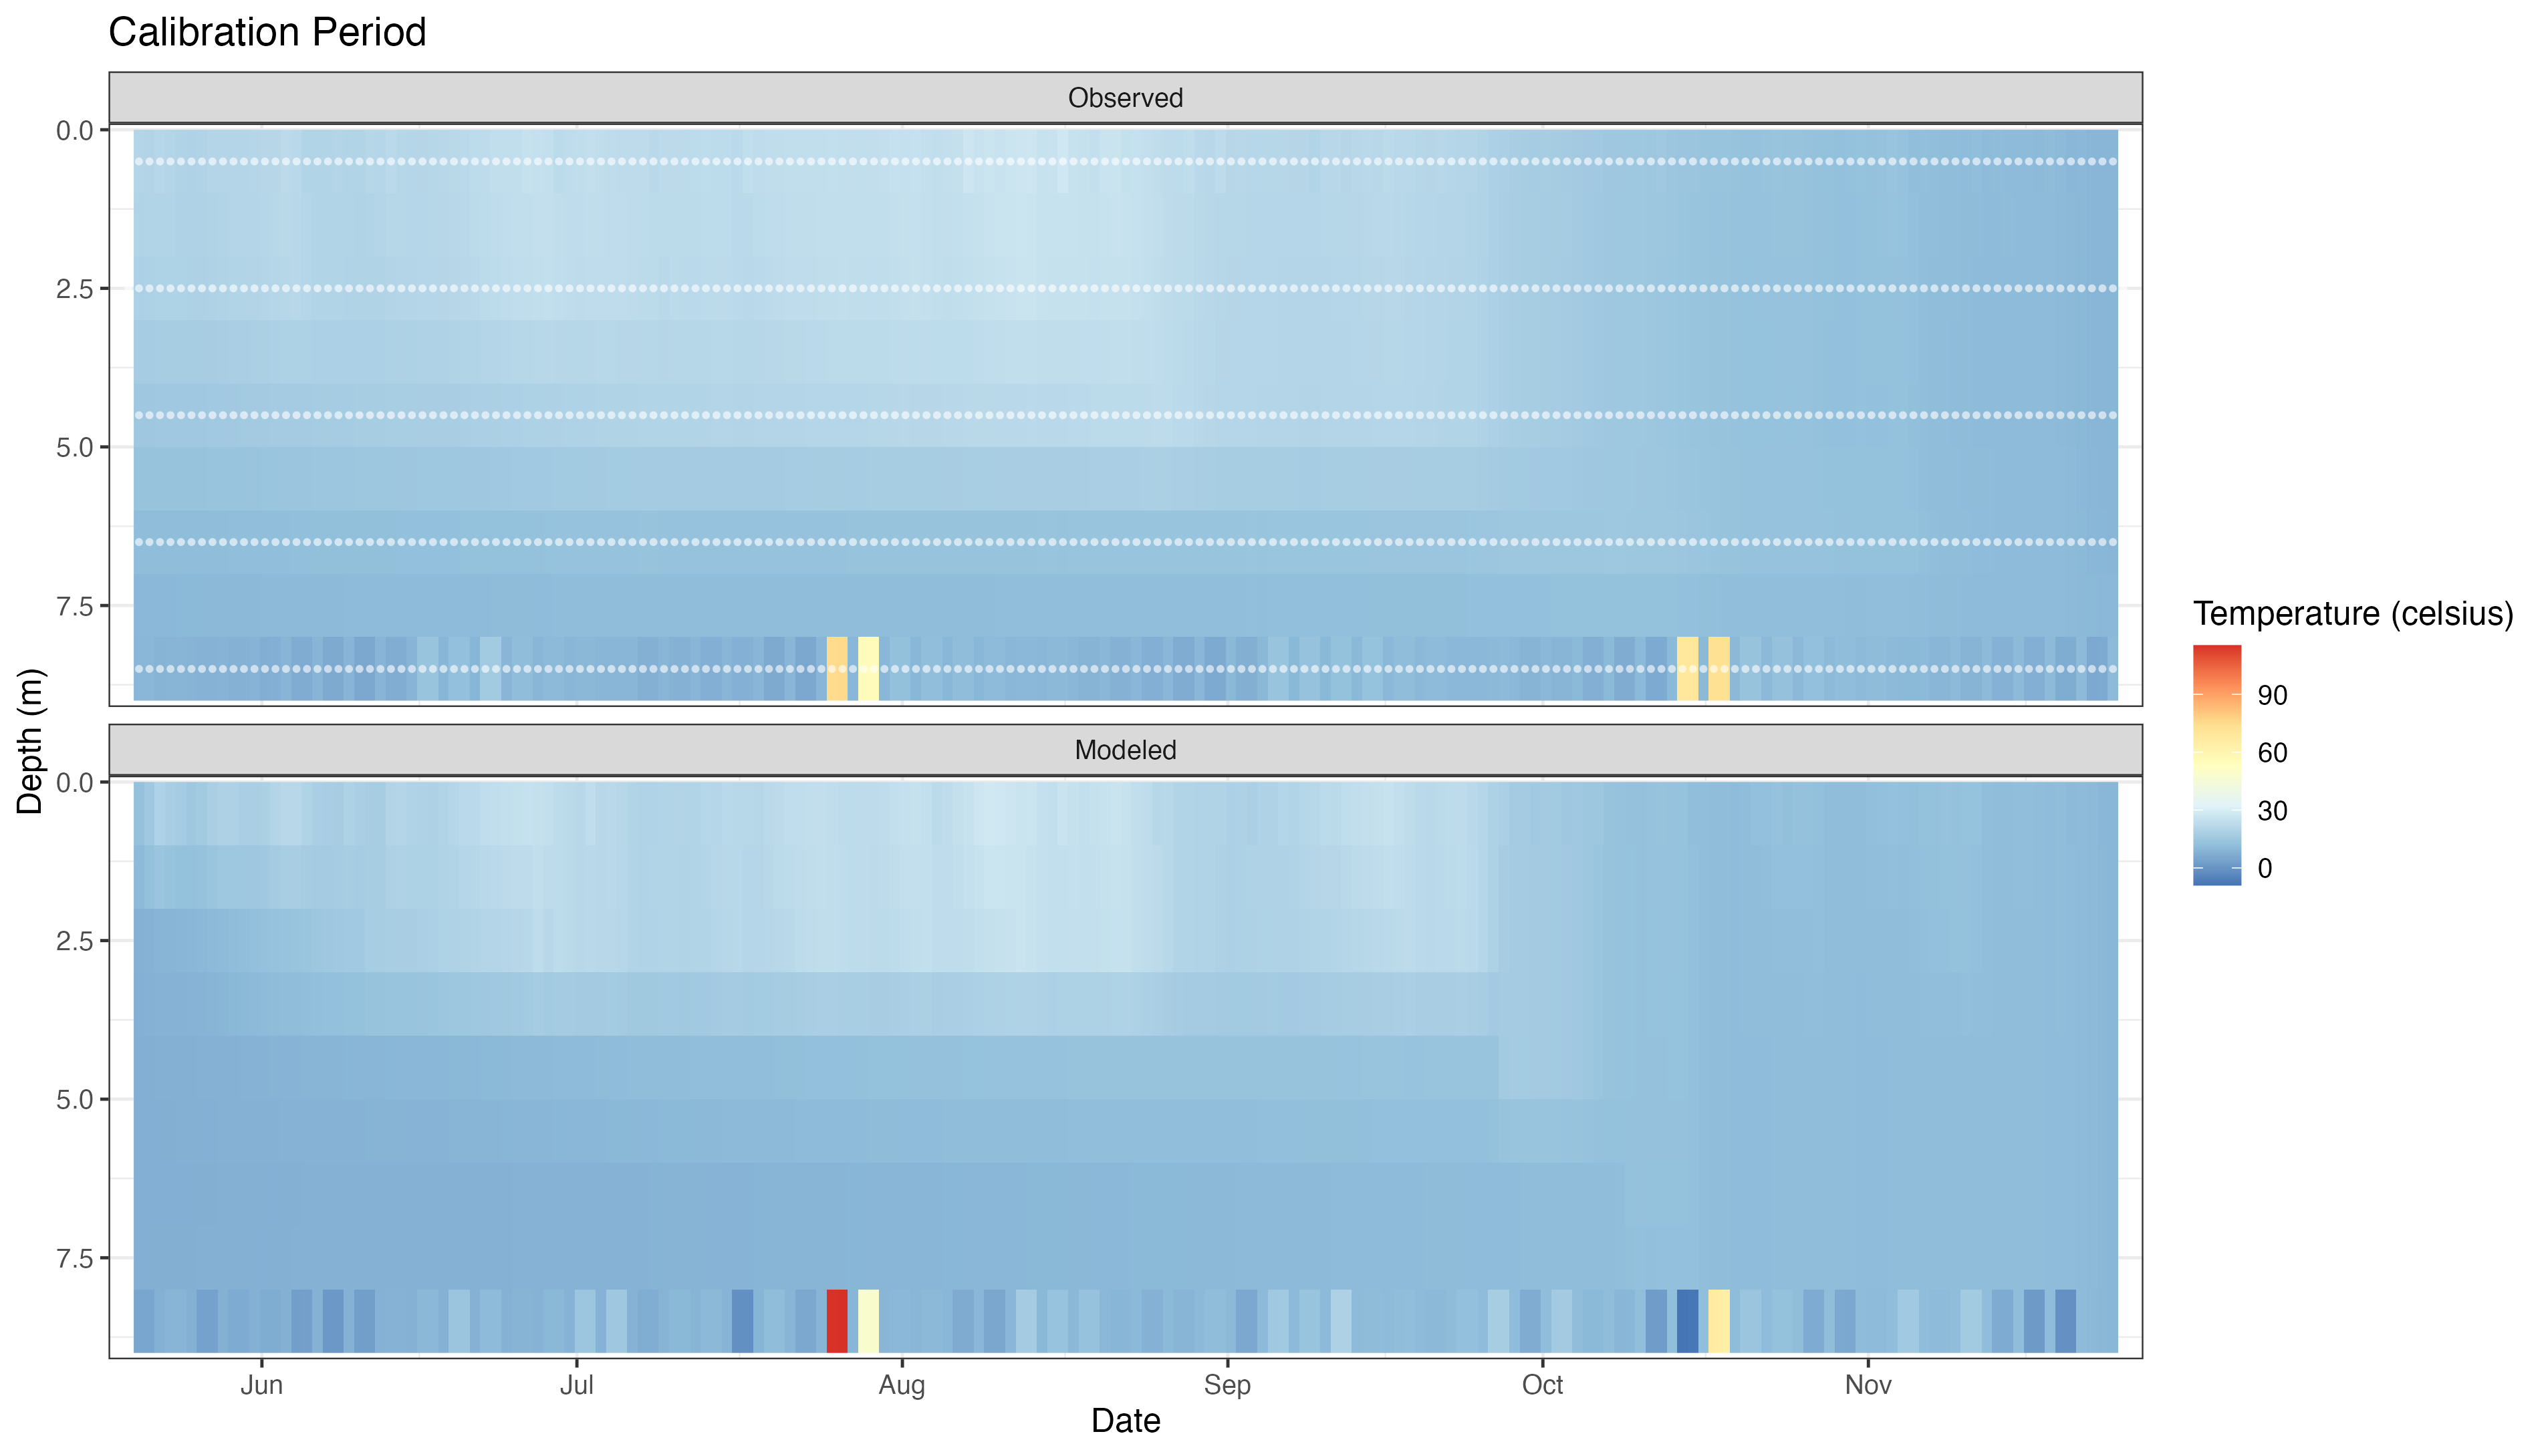 Calibration Period
Observed
0.0
2.5
5.0
7.5
Depth (m)
Modeled
0.0
2.5
5.0
7.5
Jun Jul Aug Sep Oct Nov
Date
Temperature (celsius)
90
60
30
0